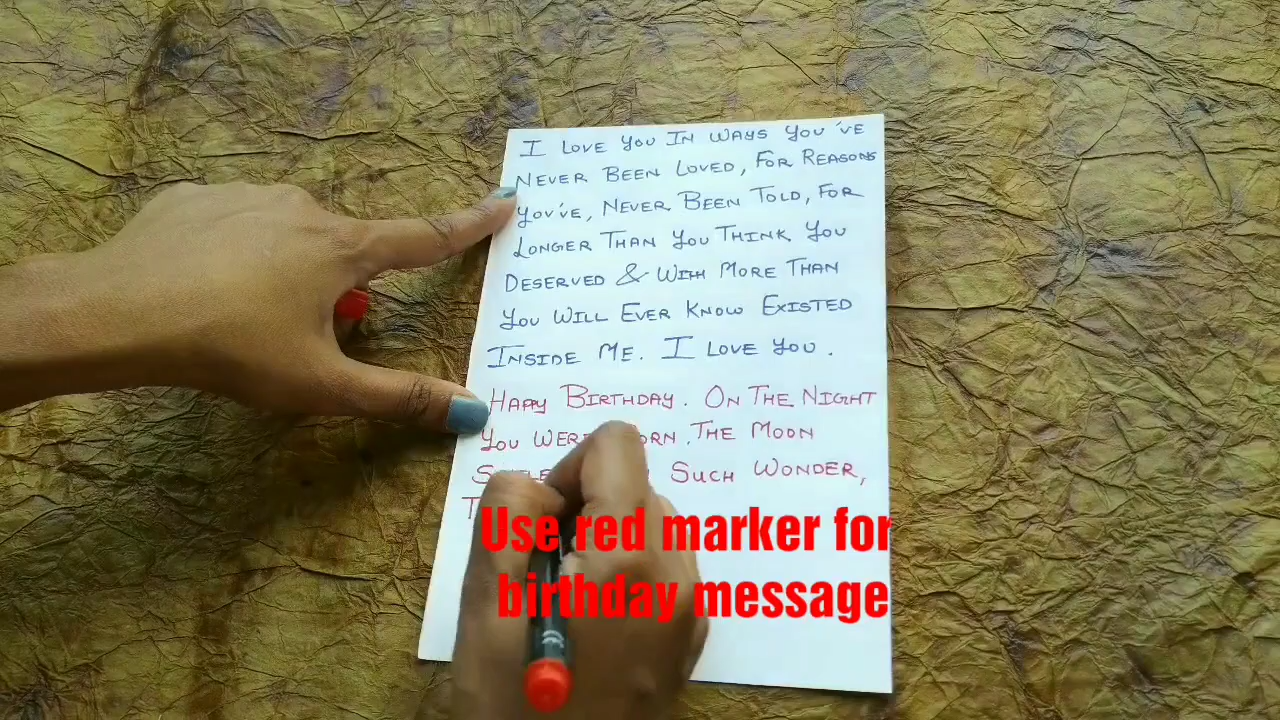 I LOVE YOU IN WAYS YOU'VE
NEVER BEEN LOVED, FOR REASONS
YOU'VE, NEVER BEEN TOLD, FOR
LONGER THAN YOU THINK YOU
DESERVED & WITH MORE THAN
YOU WILL EVER KNOW EXISTED
INSIDE ME. I LOVE YOU.
HAPPY BIRTHDAY. ON THE NIGHT
YOU WERE BORN. THE MOON
SUCH WONDER,
Use red marker for
birthday message